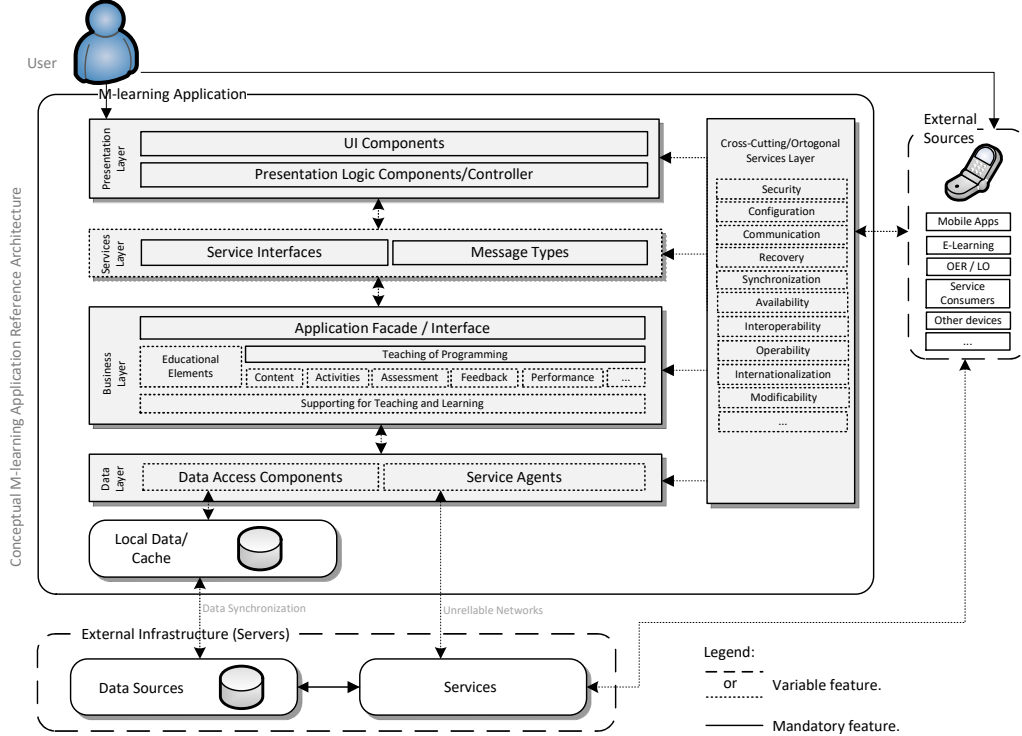 User
M-learning Application
Conceptual M-learning Application Reference Architecture
Presentation
Layer
UI Components
Presentation Logic Components/Controller
Services
Layer
Service Interfaces
Message Types
Business
Layer
Application Facade / Interface
Educational
Elements
Teaching of Programming
Content
Activities
Assessment
Feedback
Performance
...
Supporting for Teaching and Learning
Data
Layer
Data Access Components
Service Agents
Local Data/
Cache
Cross-Cutting/Ortogonal
Services Layer
Security
Configuration
Communication
Recovery
Synchronization
Availability
Interoperability
Operability
Internationalization
Modificability
...
External
Sources
Mobile Apps
E-Learning
OER / LO
Service
Consumers
Other devices
...
Data Synchronization
Unrellable Networks
External Infrastructure (Servers)
Data Sources
Services
Legend:
or
Variable feature.
Mandatory feature.